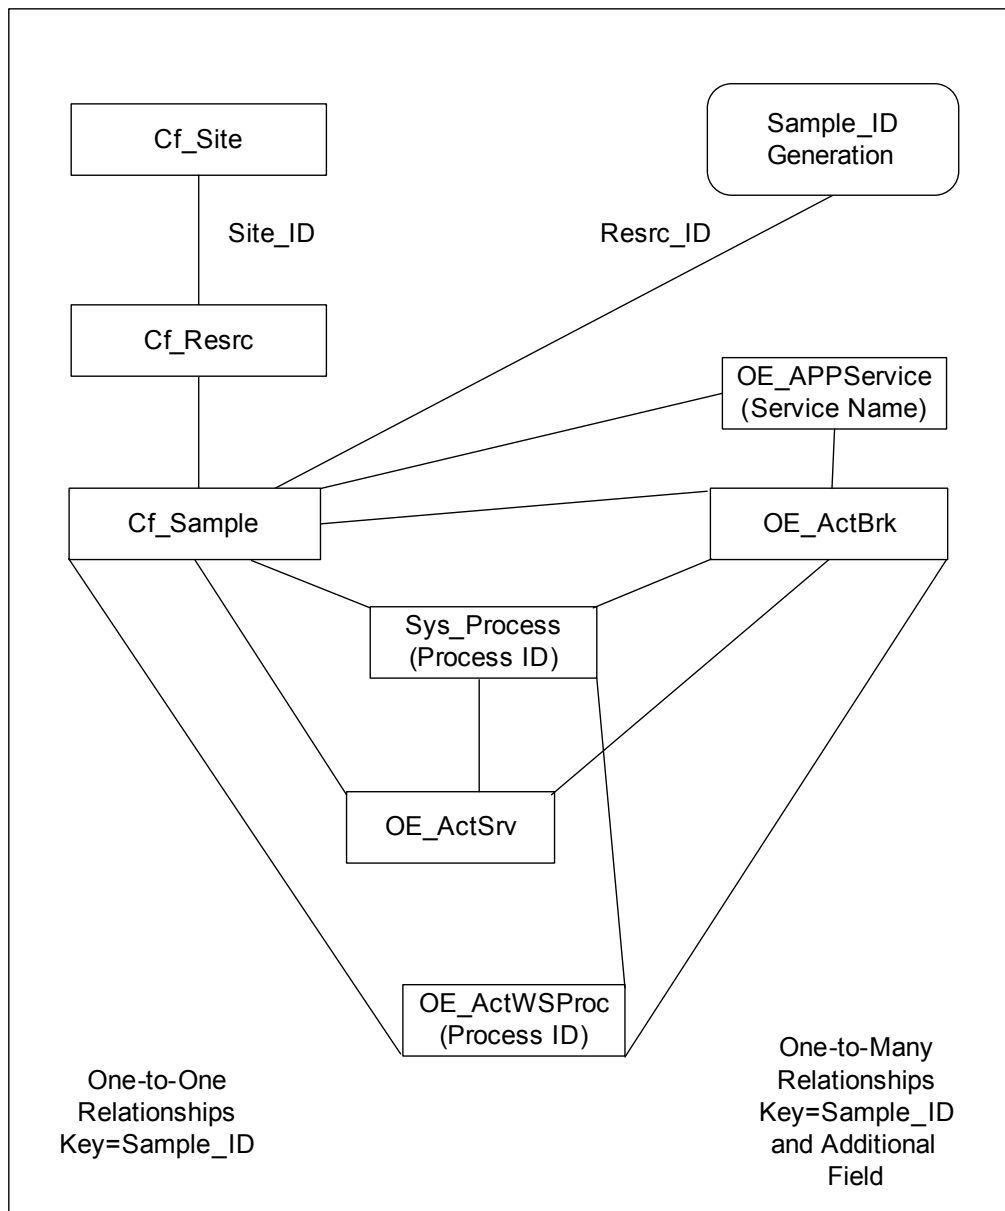 Cf_Site
Sample_ID
Generation
Site_ID
Resrc_ID
Cf_Resrc
OE_APPService
(Service Name)
Cf_Sample
OE_ActBrk
Sys_Process
(Process ID)
OE_ActSrv
OE_ActWSProc
(Process ID)
One-to-One
Relationships
Key=Sample_ID
One-to-Many
Relationships
Key=Sample_ID
and Additional
Field